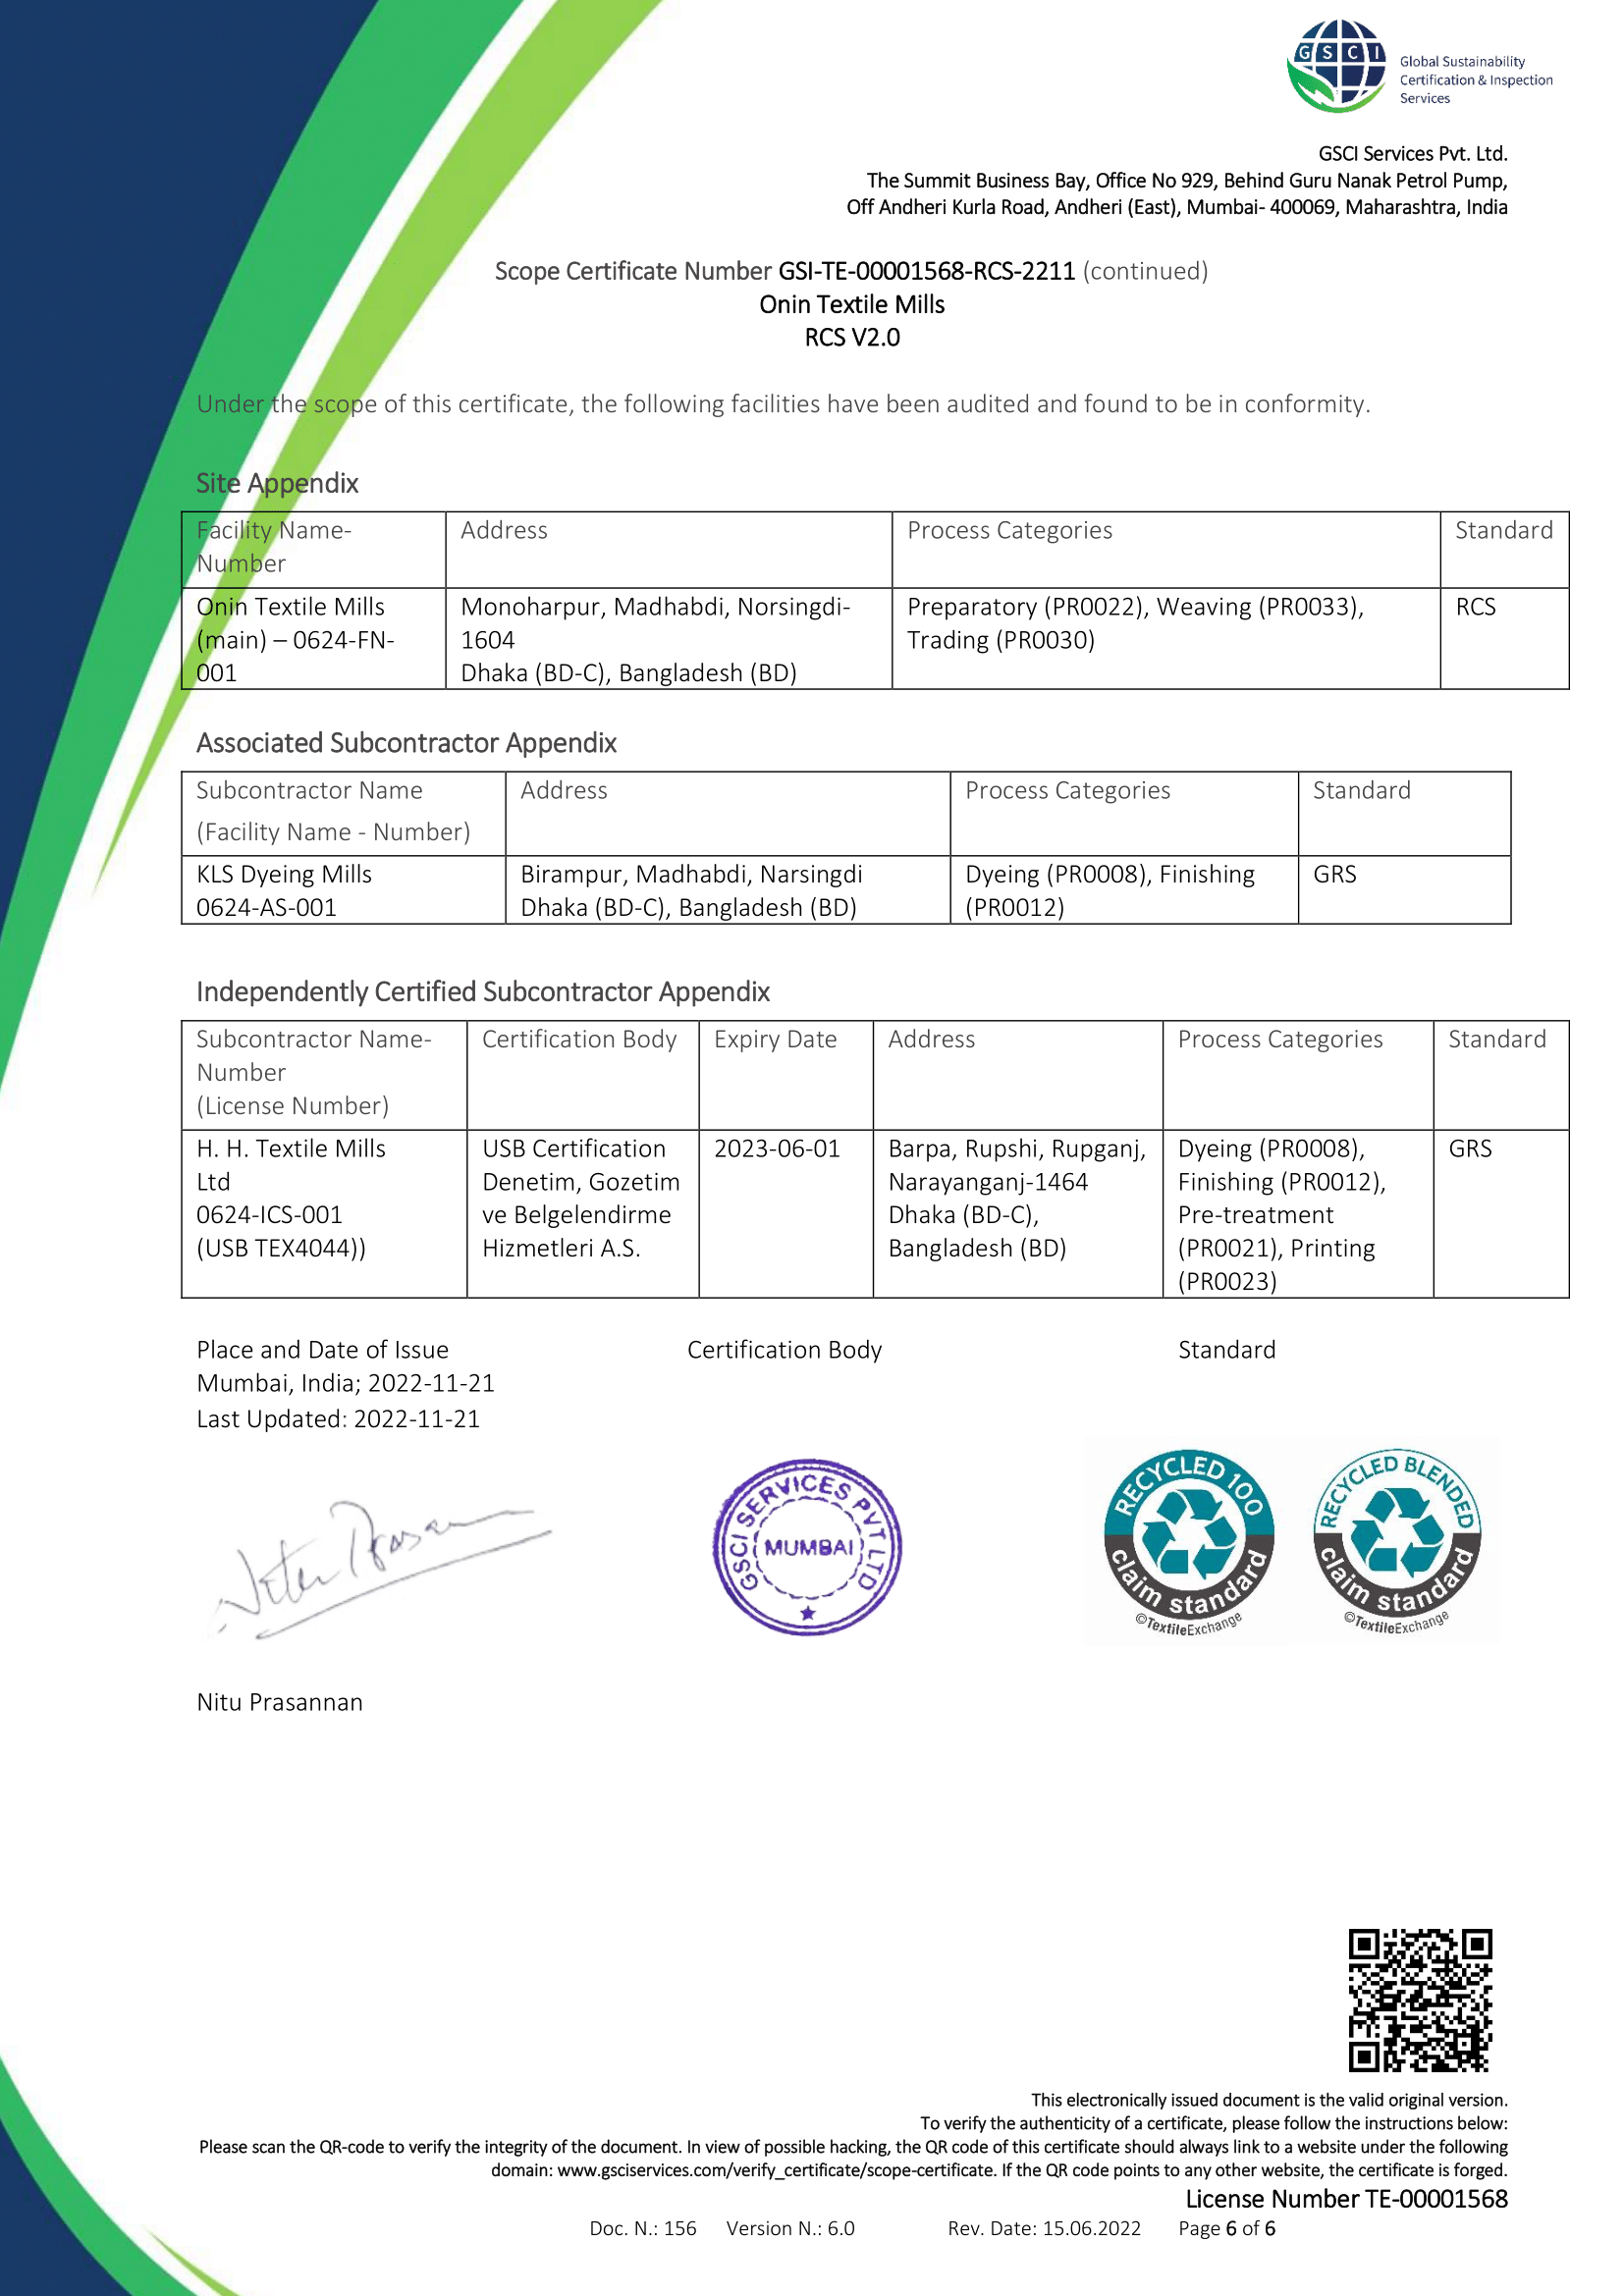 GSCI
Global Sustainability
Certification & Inspection
Services
GSCI Services Pvt. Ltd.
The Summit Business Bay, Office No 929, Behind Guru Nanak Petrol Pump,
Off Andheri Kurla Road, Andheri (East), Mumbai- 400069, Maharashtra, India
Scope Certificate Number GSI-TE-00001568-RCS-2211 (continued)
Onin Textile Mills
RCS V2.0
Under the scope of this certificate, the following facilities have been audited and found to be in conformity.
Site Appendix
Facility Name-
Number
Address
Process Categories
Standard
Onin Textile Mills
(main) – 0624-FN-
001
Monoharpur, Madhabdi, Norsingdi-
1604
Dhaka (BD-C), Bangladesh (BD)
Preparatory (PR0022), Weaving (PR0033),
Trading (PR0030)
RCS
Associated Subcontractor Appendix
Subcontractor Name
(Facility Name - Number)
Address
Process Categories
Standard
KLS Dyeing Mills
0624-AS-001
Birampur, Madhabdi, Narsingdi
Dhaka (BD-C), Bangladesh (BD)
Dyeing (PR0008), Finishing
(PR0012)
GRS
Independently Certified Subcontractor Appendix
Subcontractor Name-
Number
(License Number)
Certification Body
Expiry Date
Address
Process Categories
Standard
H. H. Textile Mills
Ltd
0624-ICS-001
(USB TEX4044))
USB Certification
Denetim, Gozetim
ve Belgelendirme
Hizmetleri A.S.
2023-06-01
Barpa, Rupshi, Rupganj,
Narayanganj-1464
Dhaka (BD-C),
Bangladesh (BD)
Dyeing (PR0008),
Finishing (PR0012),
Pre-treatment
(PR0021), Printing
(PR0023)
GRS
Place and Date of Issue
Certification Body
Standard
Mumbai, India; 2022-11-21
Last Updated: 2022-11-21
Nitu Prasannan
GSCI SERVICES PVT LTD
MUMBAI
RECYCLED 100
claim standard
©TextileExchange
RECYCLED BLENDED
claim standard
©TextileExchange
Nitu Prasannan
This electronically issued document is the valid original version.
To verify the authenticity of a certificate, please follow the instructions below:
Please scan the QR-code to verify the integrity of the document. In view of possible hacking, the QR code of this certificate should always link to a website under the following
domain: www.gsciservices.com/verify_certificate/scope-certificate. If the QR code points to any other website, the certificate is forged.
License Number TE-00001568
Doc. N.: 156 Version N.: 6.0 Rev. Date: 15.06.2022 Page 6 of 6